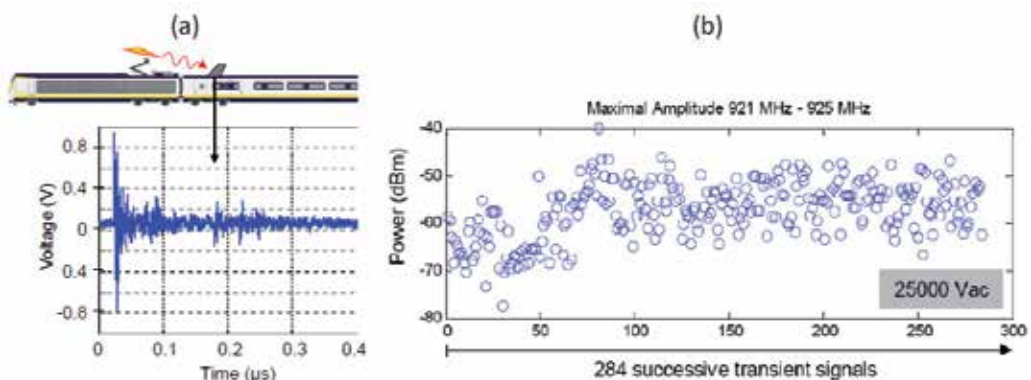 (a)
(b)
0.8
0.4
0
0.4
-0.8
Voltage (V)
0
0.1
0.2
0.3
0.4
Time (µs)
Maximal Amplitude 921 MHz - 925 MHz
-40
-50
-60
-70
-80
Power (dBm)
25000 Vac
0
50
100
150
200
250
300
284 successive transient signals